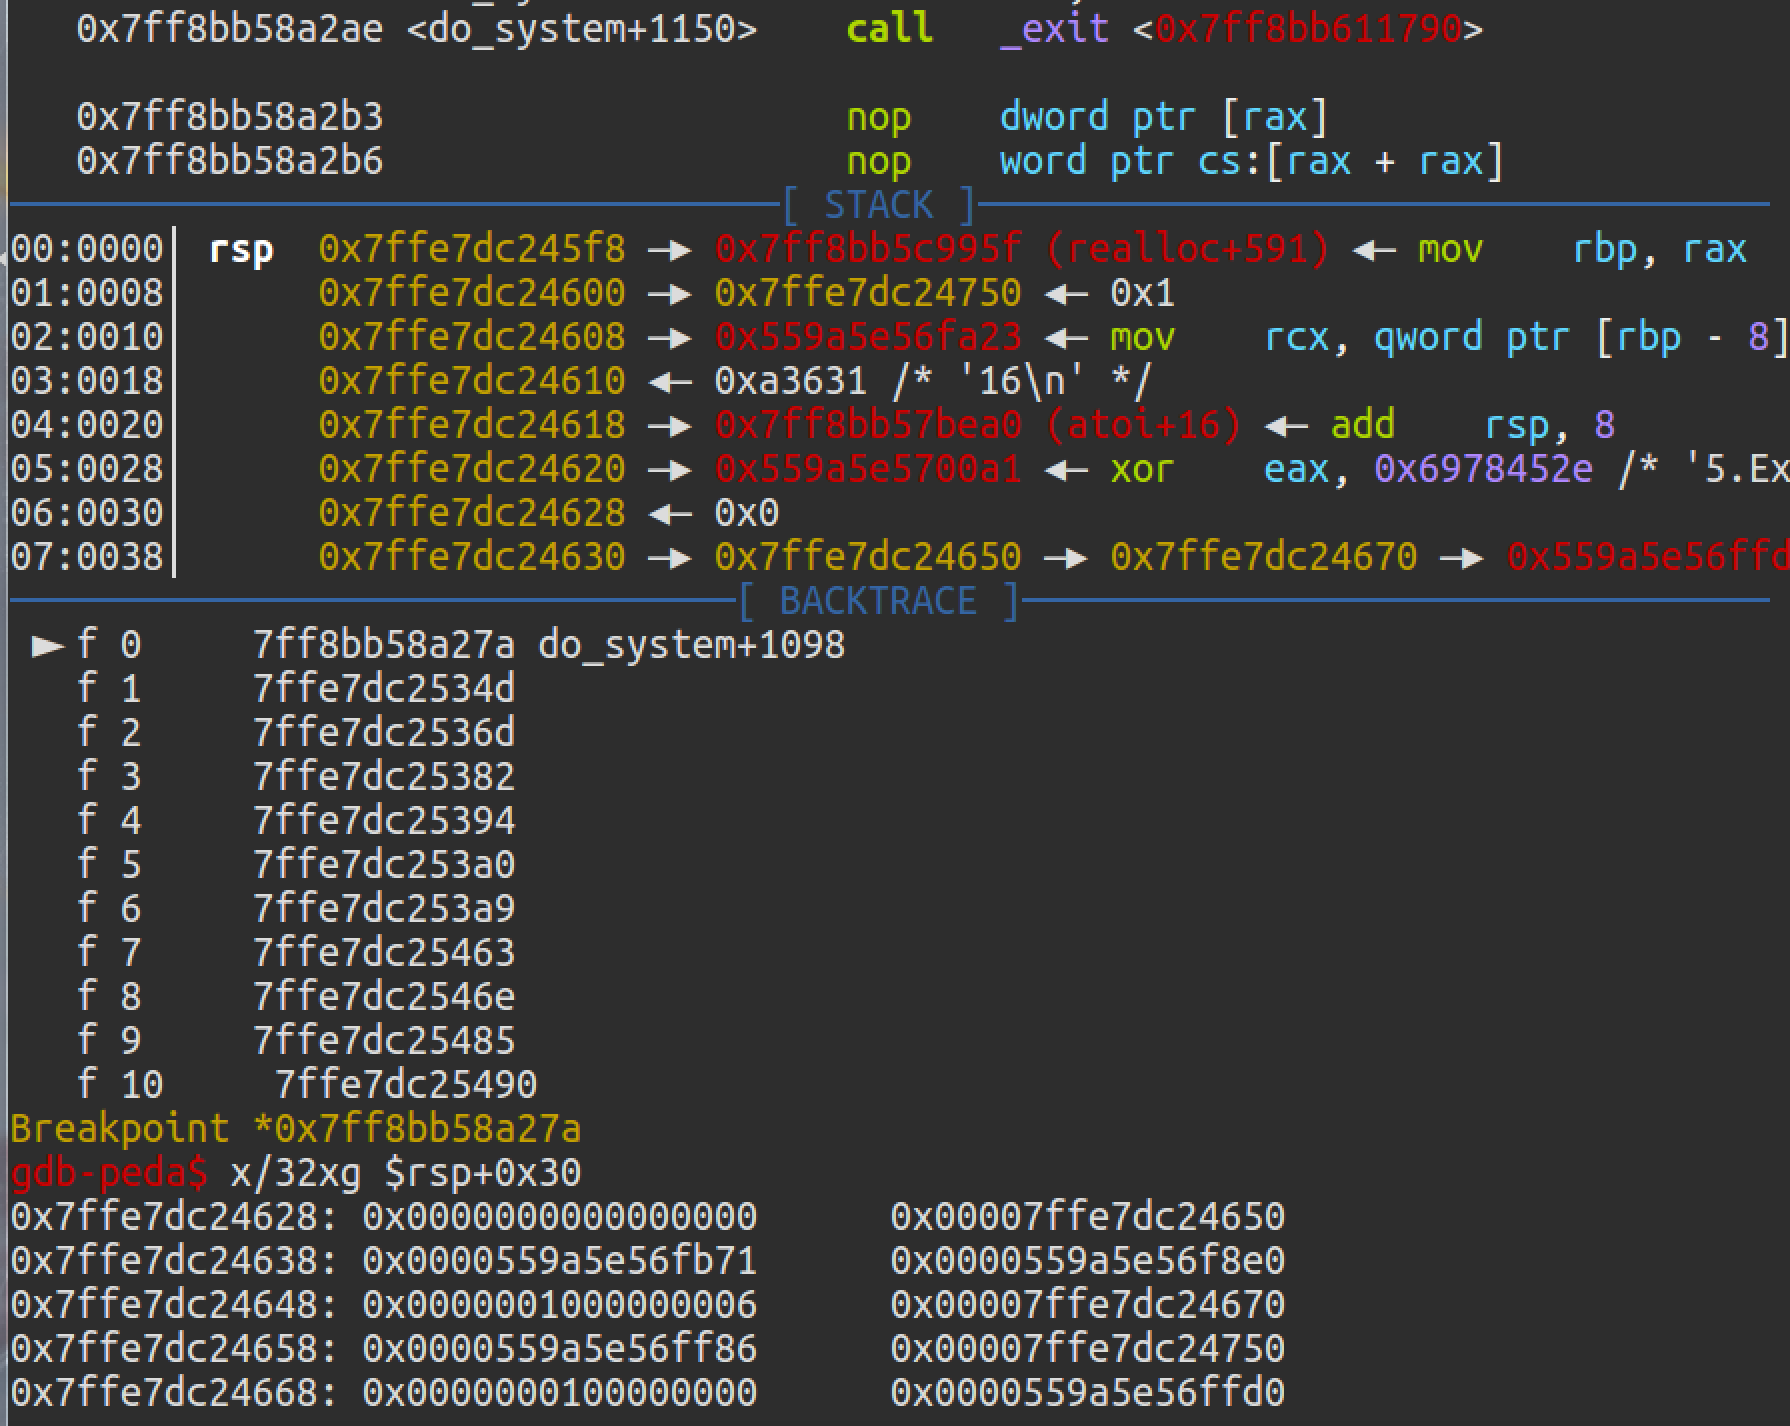 0x7ff8bb58a2ae <do_system+1150>    call   _exit <0x7ff8bb611790>
0x7ff8bb58a2b3                     nop    dword ptr [rax]
0x7ff8bb58a2b6                     nop    word ptr cs:[rax + rax]
[ STACK ]
00:0000│ rsp  0x7ffe7dc245f8 —▸ 0x7ff8bb5c995f (realloc+591) ◂— mov    rbp, rax
01:0008│      0x7ffe7dc24600 —▸ 0x7ffe7dc24750 ◂— 0x1
02:0010│      0x7ffe7dc24608 —▸ 0x559a5e56fa23 ◂— mov    rcx, qword ptr [rbp - 8]
03:0018│      0x7ffe7dc24610 ◂— 0xa3631 /* '16\n' */
04:0020│      0x7ffe7dc24618 —▸ 0x7ff8bb57bea0 (atoi+16) ◂— add    rsp, 8
05:0028│      0x7ffe7dc24620 —▸ 0x559a5e5700a1 ◂— xor    eax, 0x6978452e /* '5.Ex
06:0030│      0x7ffe7dc24628 ◂— 0x0
07:0038│      0x7ffe7dc24630 —▸ 0x7ffe7dc24650 —▸ 0x7ffe7dc24670 —▸ 0x559a5e56ffd
[ BACKTRACE ]
► f 0     7ff8bb58a27a do_system+1098
f 1     7ffe7dc2534d
f 2     7ffe7dc2536d
f 3     7ffe7dc25382
f 4     7ffe7dc25394
f 5     7ffe7dc253a0
f 6     7ffe7dc253a9
f 7     7ffe7dc25463
f 8     7ffe7dc2546e
f 9     7ffe7dc25485
f 10     7ffe7dc25490
Breakpoint *0x7ff8bb58a27a
gdb-peda$ x/32xg $rsp+0x30
0x7ffe7dc24628: 0x0000000000000000      0x00007ffe7dc24650
0x7ffe7dc24638: 0x0000559a5e56fb71      0x0000559a5e56f8e0
0x7ffe7dc24648: 0x0000001000000006      0x00007ffe7dc24670
0x7ffe7dc24658: 0x0000559a5e56ff86      0x00007ffe7dc24750
0x7ffe7dc24668: 0x0000000100000000      0x0000559a5e56ffd0